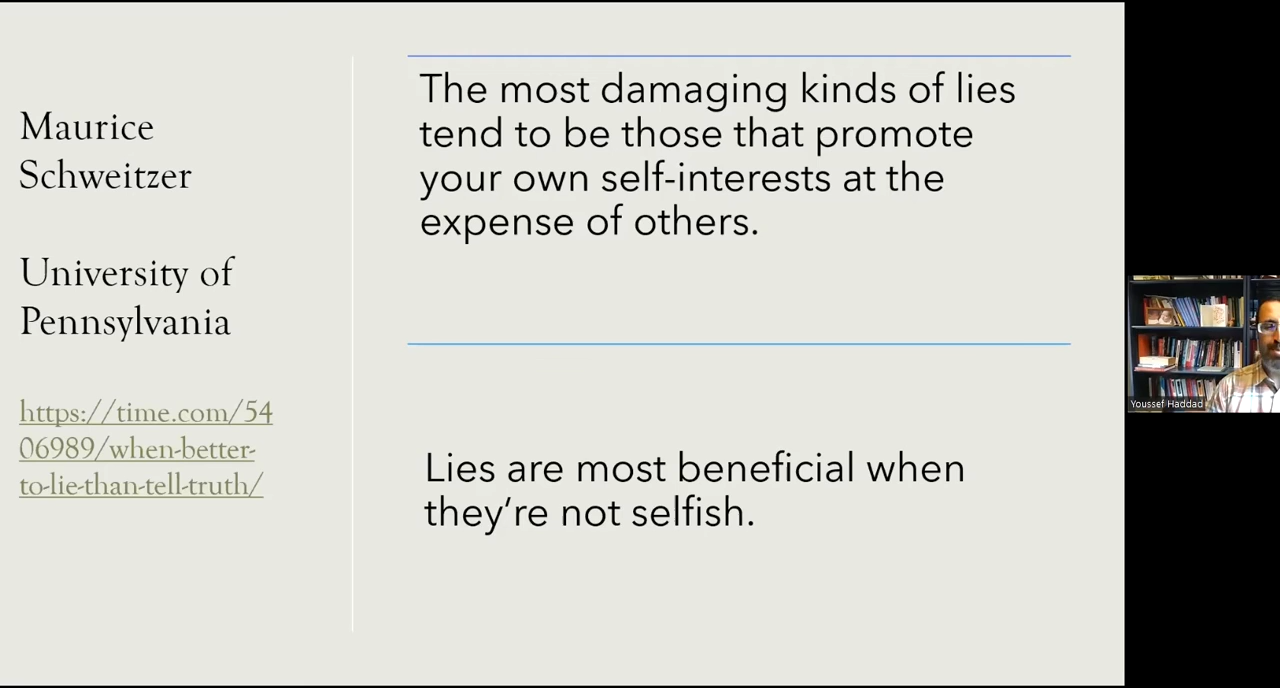 Maurice
Schweitzer
University of
Pennsylvania
https://time.com/54
06989/when-better-
to-lie-than-tell-truth/
The most damaging kinds of lies
tend to be those that promote
your own self-interests at the
expense of others.
Lies are most beneficial when
they’re not selfish.
Youssef Haddad